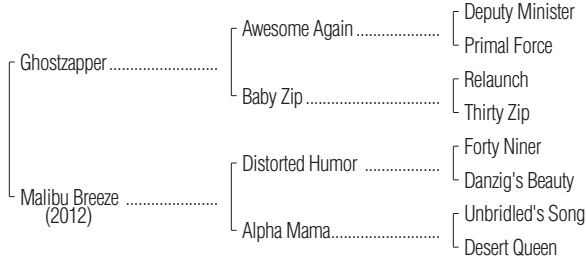 Deputy Minister
Awesome Again ....................
Primal Force
Ghostzapper ..........................
Relaunch
Baby Zip ................................
Thirty Zip
Forty Niner
Distorted Humor ..................
Danzig's Beauty
Malibu Breeze ......................
(2012)
Unbridled's Song
Alpha Mama..........................
Desert Queen